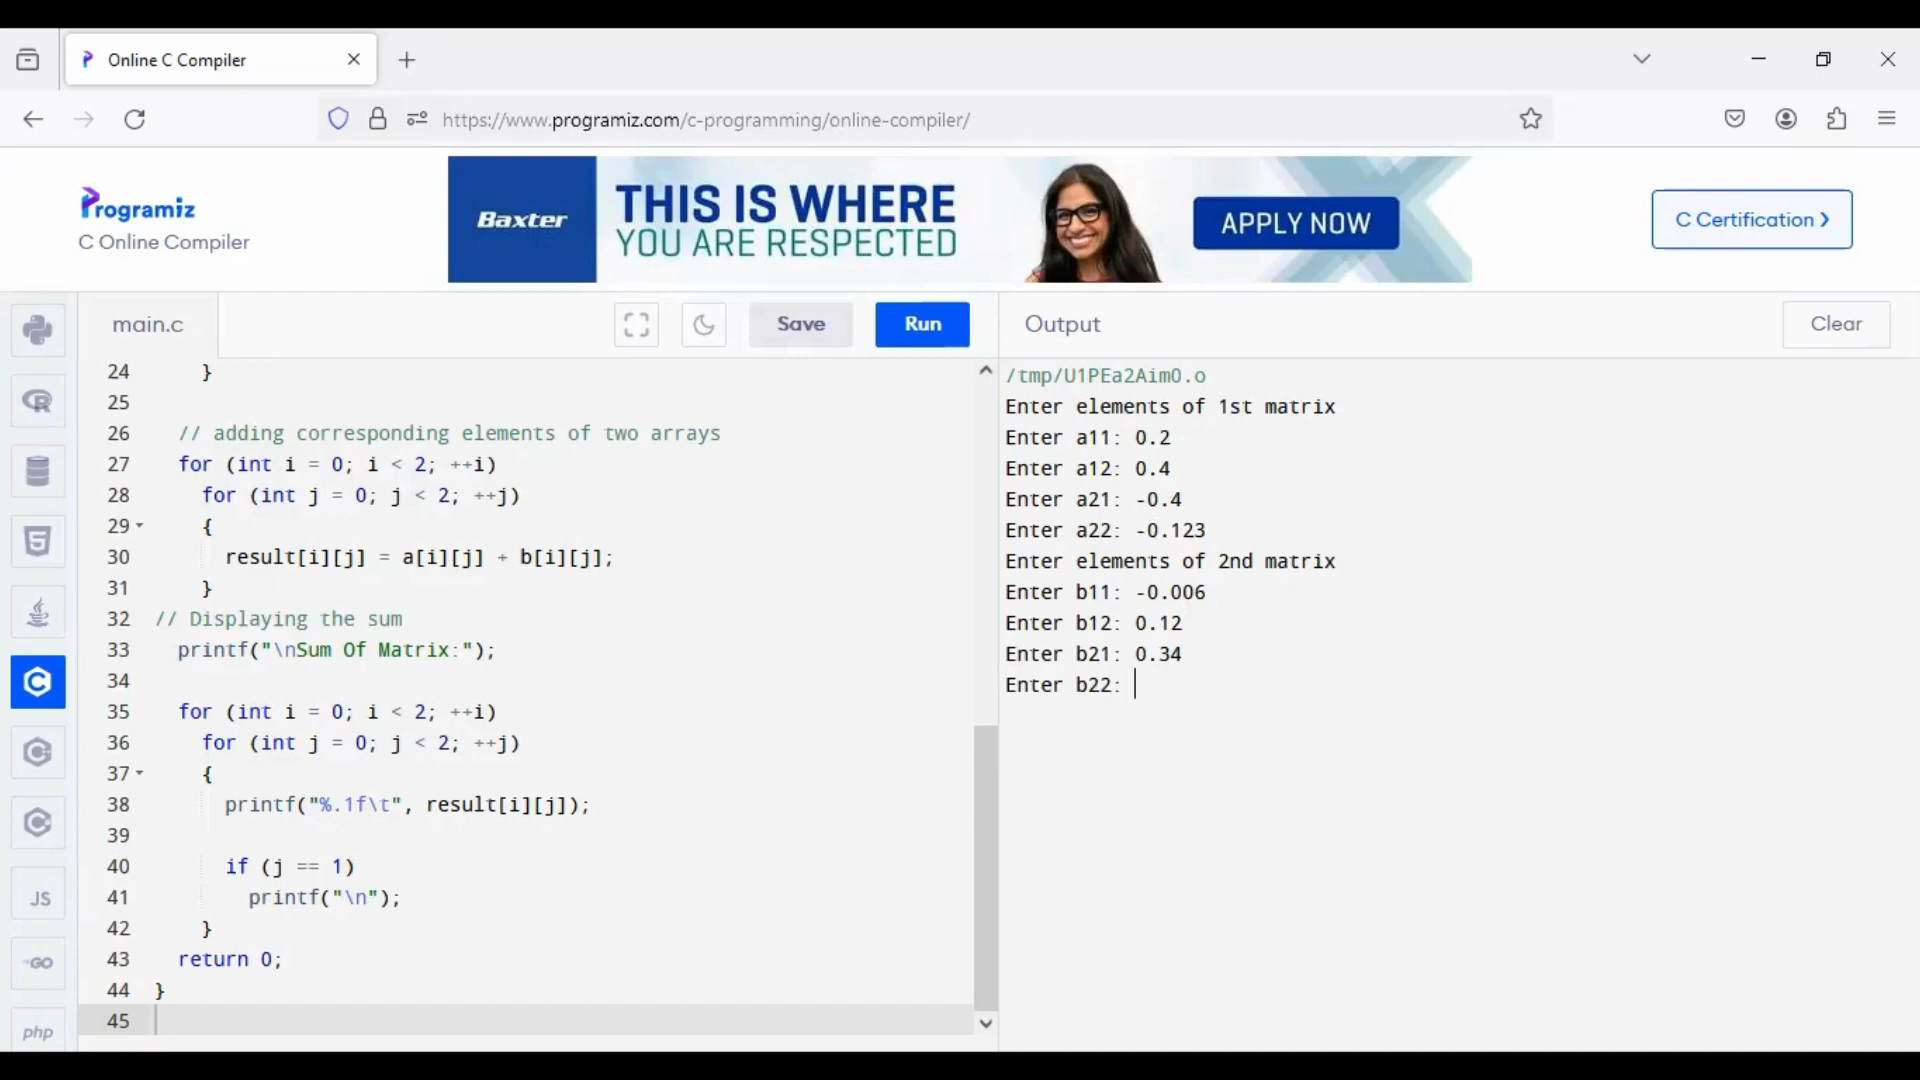 Online C Compiler
https://www.programiz.com/c-programming/online-compiler/
Programiz
C Online Compiler
Baxter
THIS IS WHERE
YOU ARE RESPECTED
APPLY NOW
C Certification
main.c
Save
Run
Output
Clear
24 }
25
26 // adding corresponding elements of two arrays
27 for (int i = 0; i < 2; ++i)
28 for (int j = 0; j < 2; ++j)
29 {
30 result[i][j] = a[i][j] + b[i][j];
31 }
32 // Displaying the sum
33 printf("\nSum Of Matrix:");
34
35 for (int i = 0; i < 2; ++i)
36 for (int j = 0; j < 2; ++j)
37 {
38 printf("%.1f\t", result[i][j]);
39
40 if (j == 1)
41 printf("\n");
42 }
43 return 0;
44 }
45
/tmp/U1PEa2AimO.o
Enter elements of 1st matrix
Enter a11: 0.2
Enter a12: 0.4
Enter a21: -0.4
Enter a22: -0.123
Enter elements of 2nd matrix
Enter b11: -0.006
Enter b12: 0.12
Enter b21: 0.34
Enter b22:
R
5
C
C
C
JS
GO
php